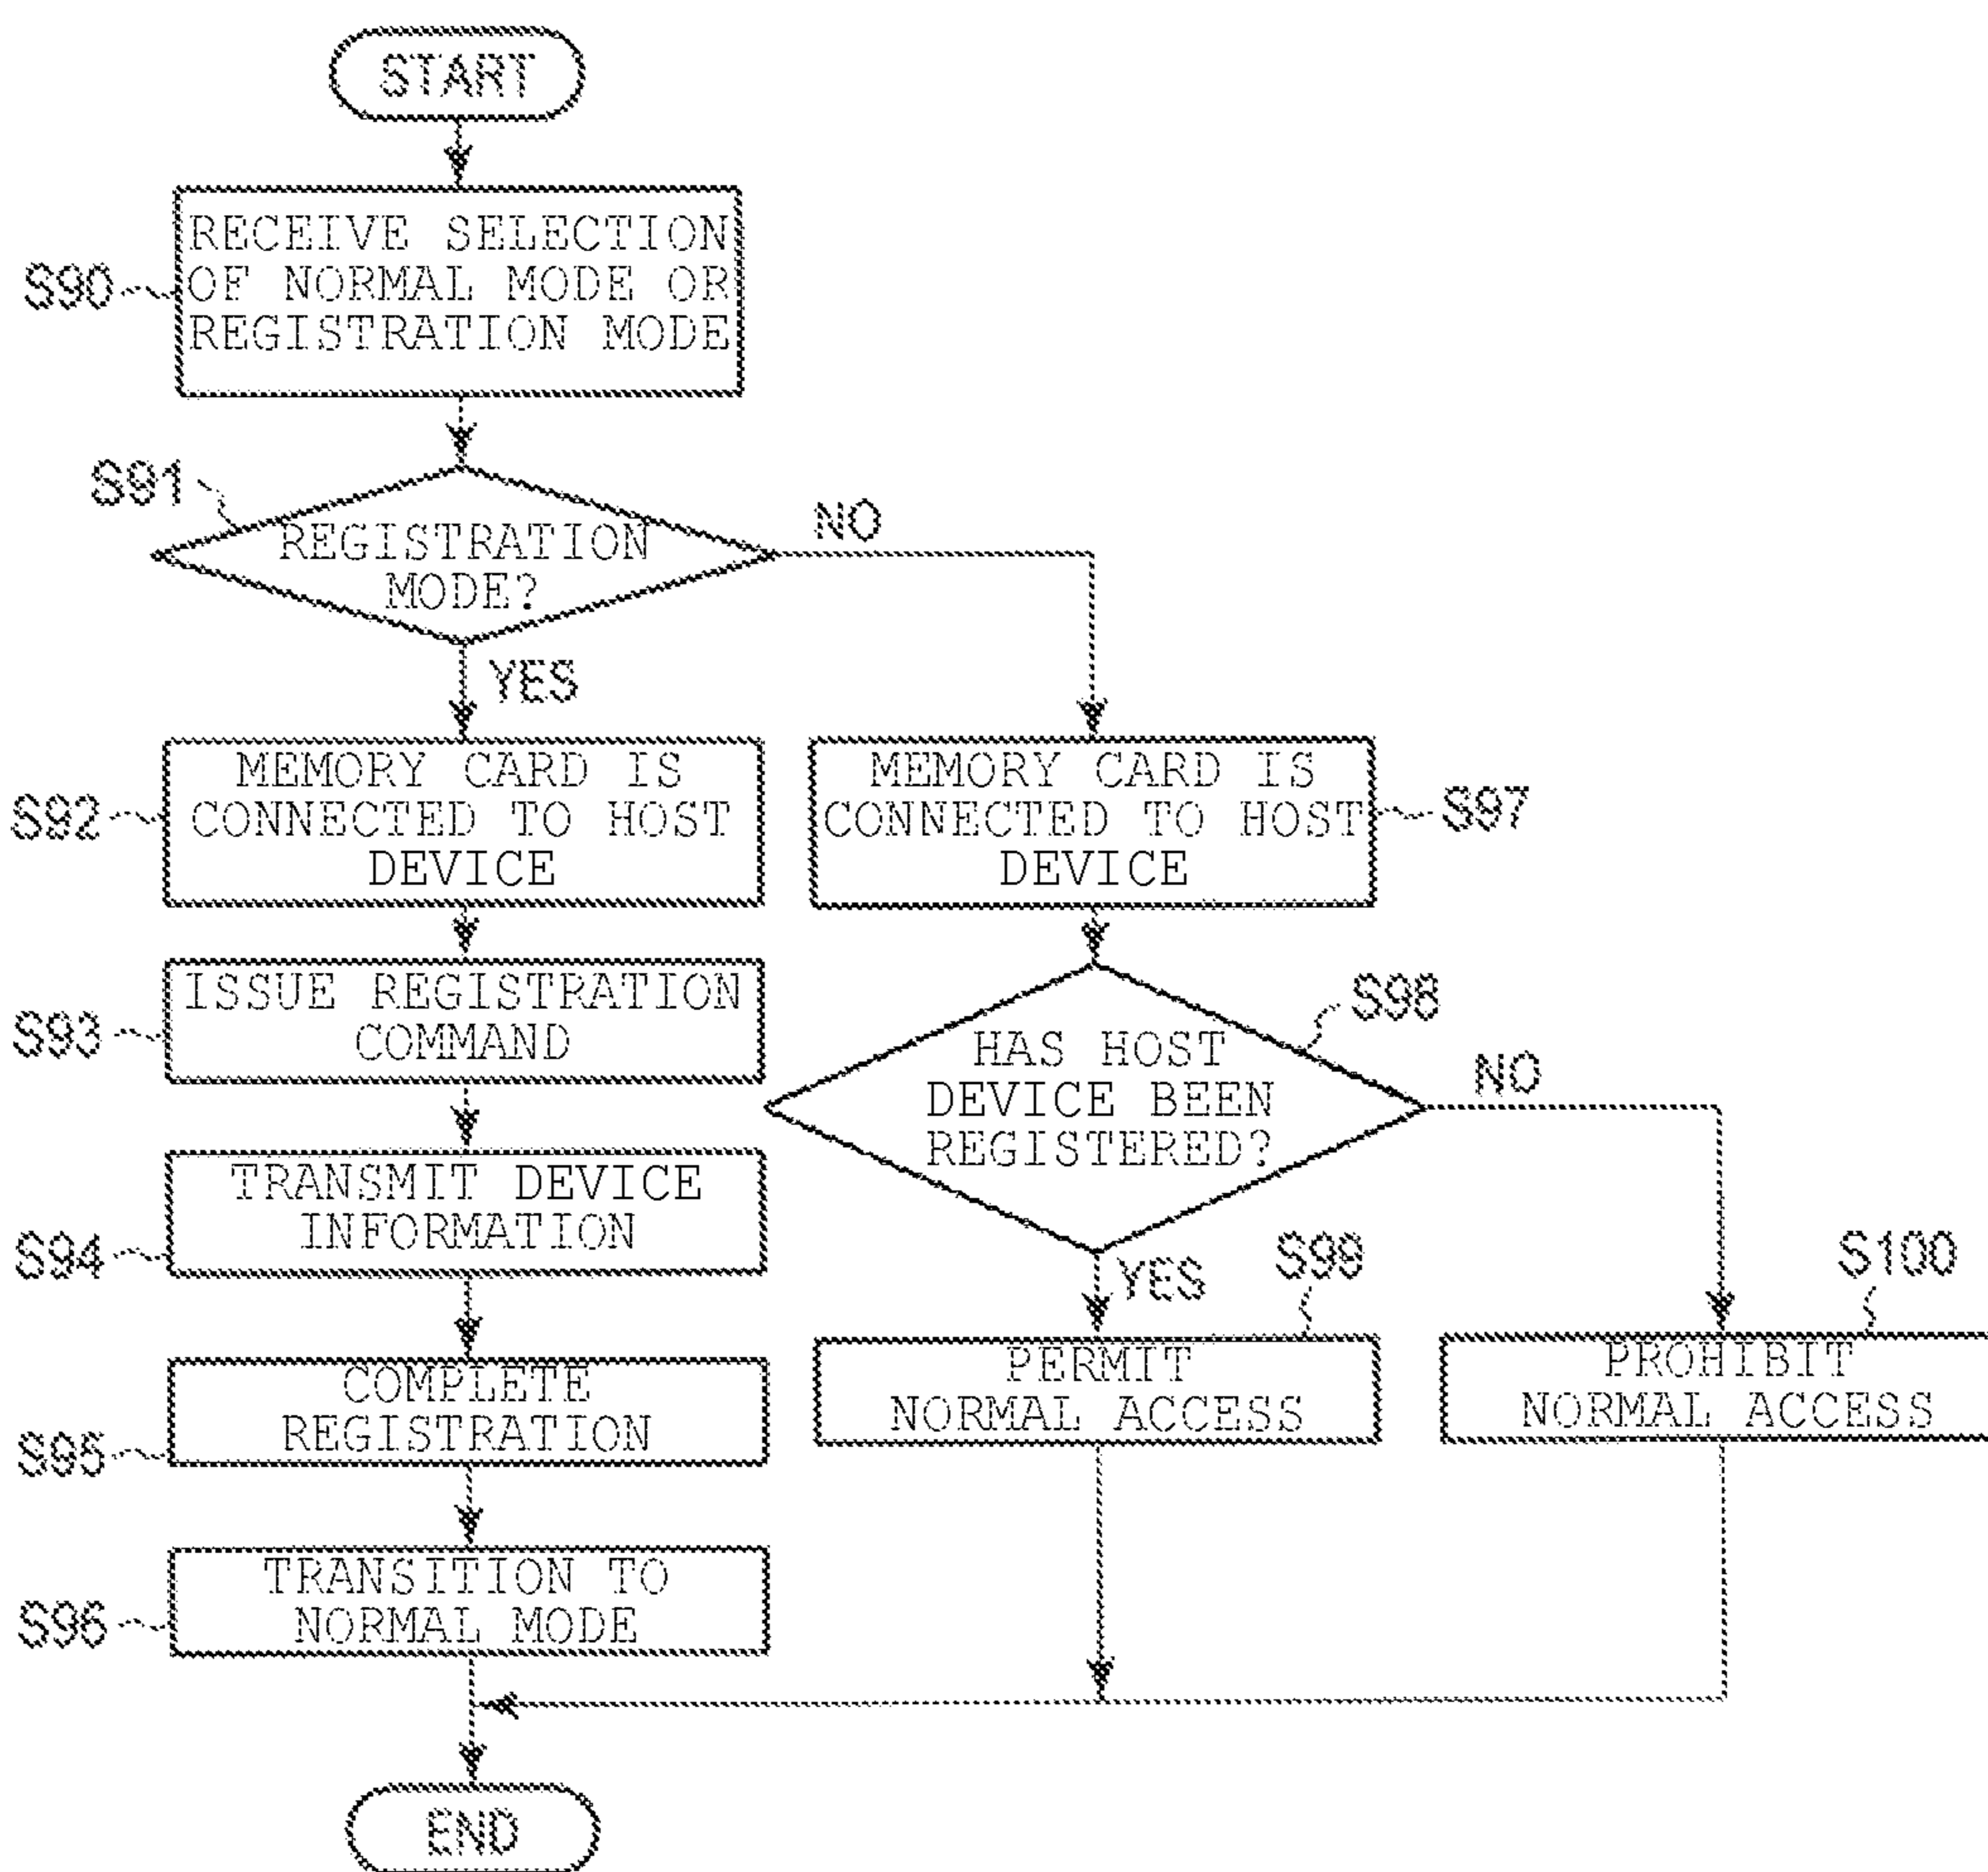 START
S90
RECEIVE SELECTION
OF NORMAL MODE OR
REGISTRATION MODE
S91
REGISTRATION
MODE?
NO
YES
S92
MEMORY CARD IS
CONNECTED TO HOST
DEVICE
MEMORY CARD IS
CONNECTED TO HOST
DEVICE
S97
S93
ISSUE REGISTRATION
COMMAND
S98
HAS HOST
DEVICE BEEN
REGISTERED?
NO
YES
S94
TRANSMIT DEVICE
INFORMATION
S99
S100
S95
COMPLETE
REGISTRATION
PERMIT
NORMAL ACCESS
PROHIBIT
NORMAL ACCESS
S96
TRANSITION TO
NORMAL MODE
END